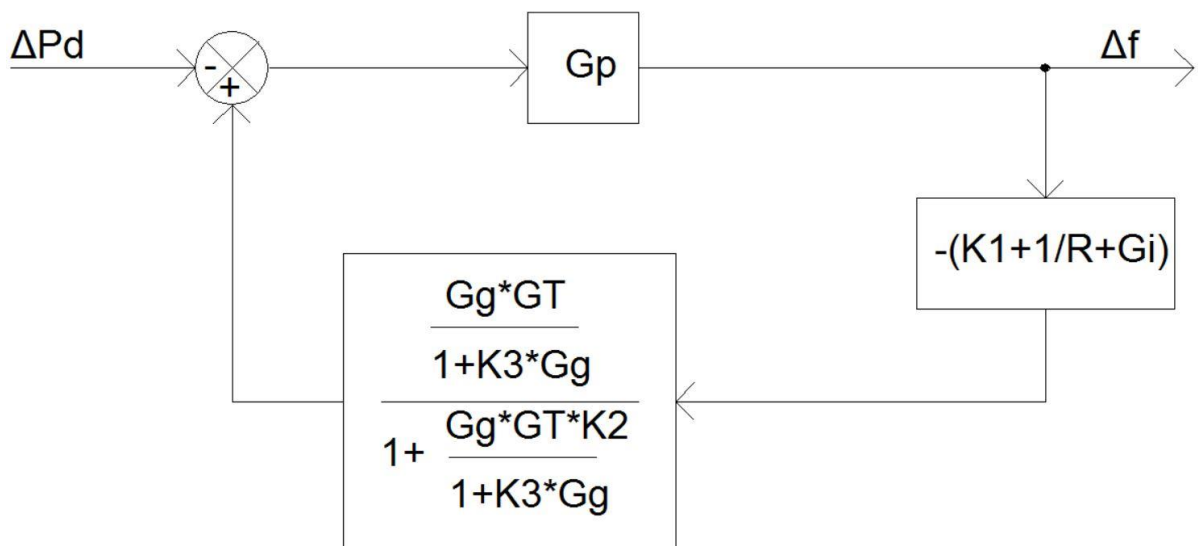 ΔPd
-
+
Gp
Δf
-(K1+1/R+Gi)
Gg*GT
1+K3*Gg
1+
Gg*GT*K2
1+K3*Gg